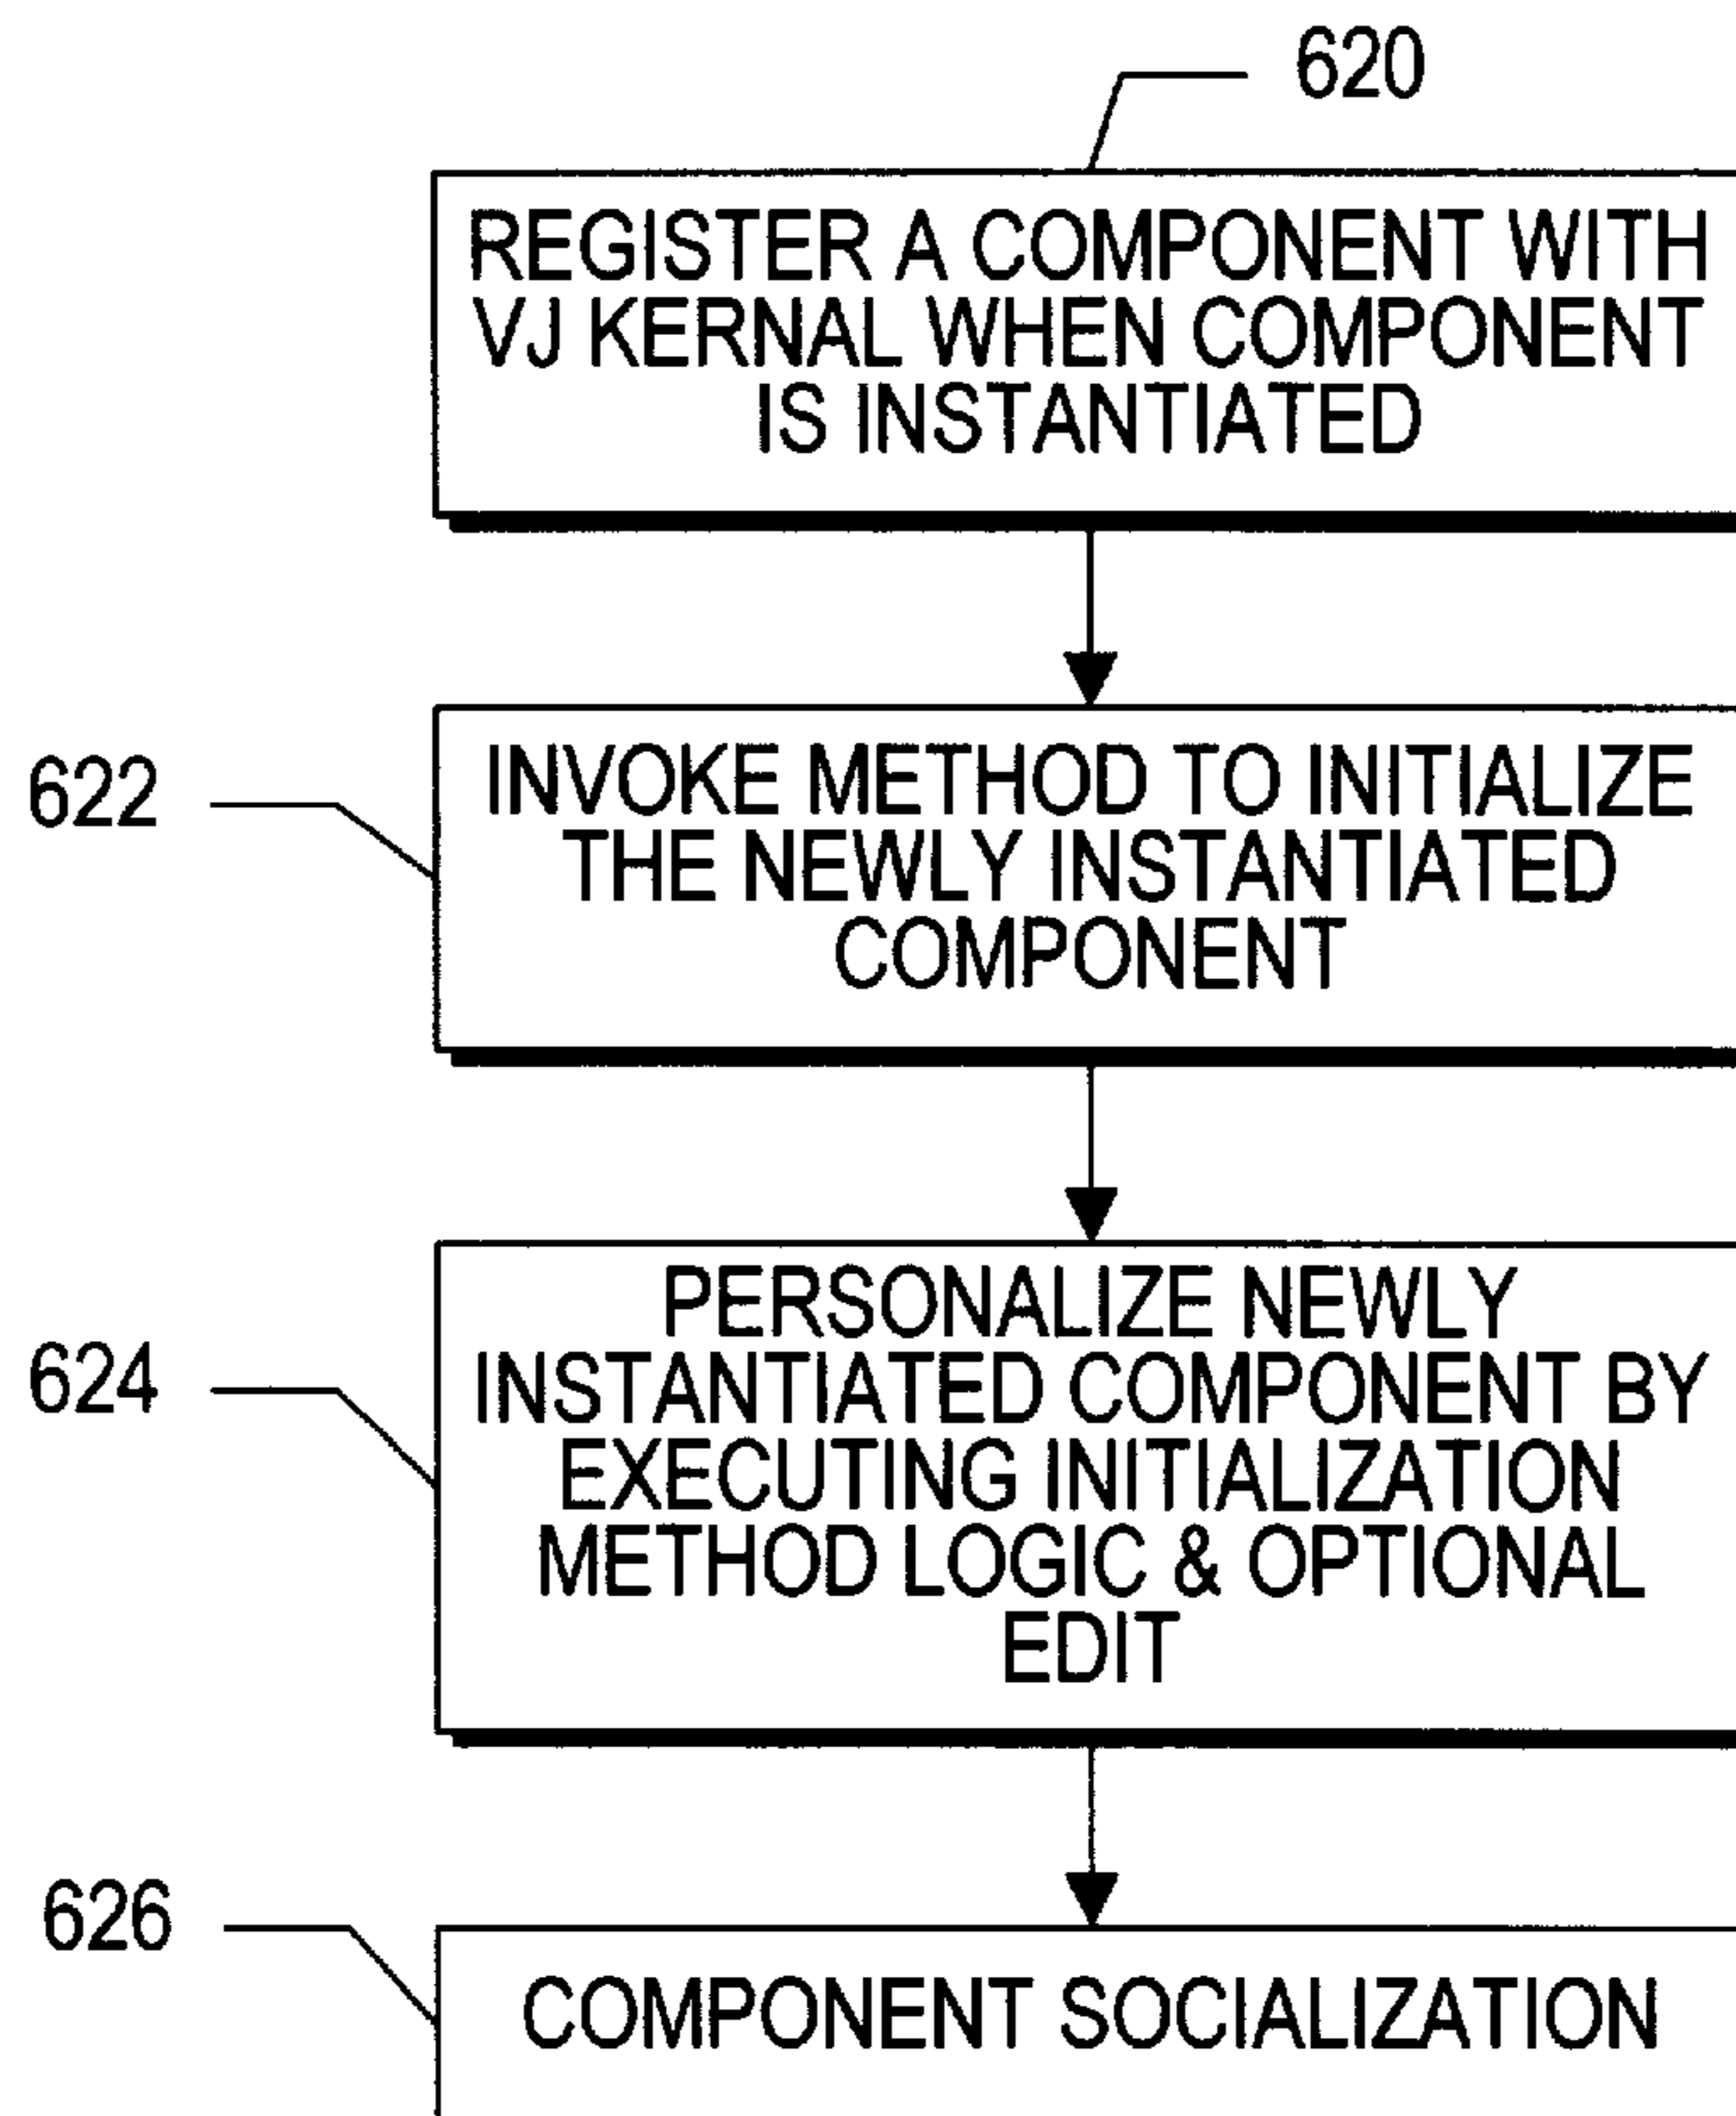 620
REGISTER A COMPONENT WITH
VJ KERNAL WHEN COMPONENT
IS INSTANTIATED
622
INVOKE METHOD TO INITIALIZE
THE NEWLY INSTANTIATED
COMPONENT
624
PERSONALIZE NEWLY
INSTANTIATED COMPONENT BY
EXECUTING INITIALIZATION
METHOD LOGIC & OPTIONAL
EDIT
626
COMPONENT SOCIALIZATION